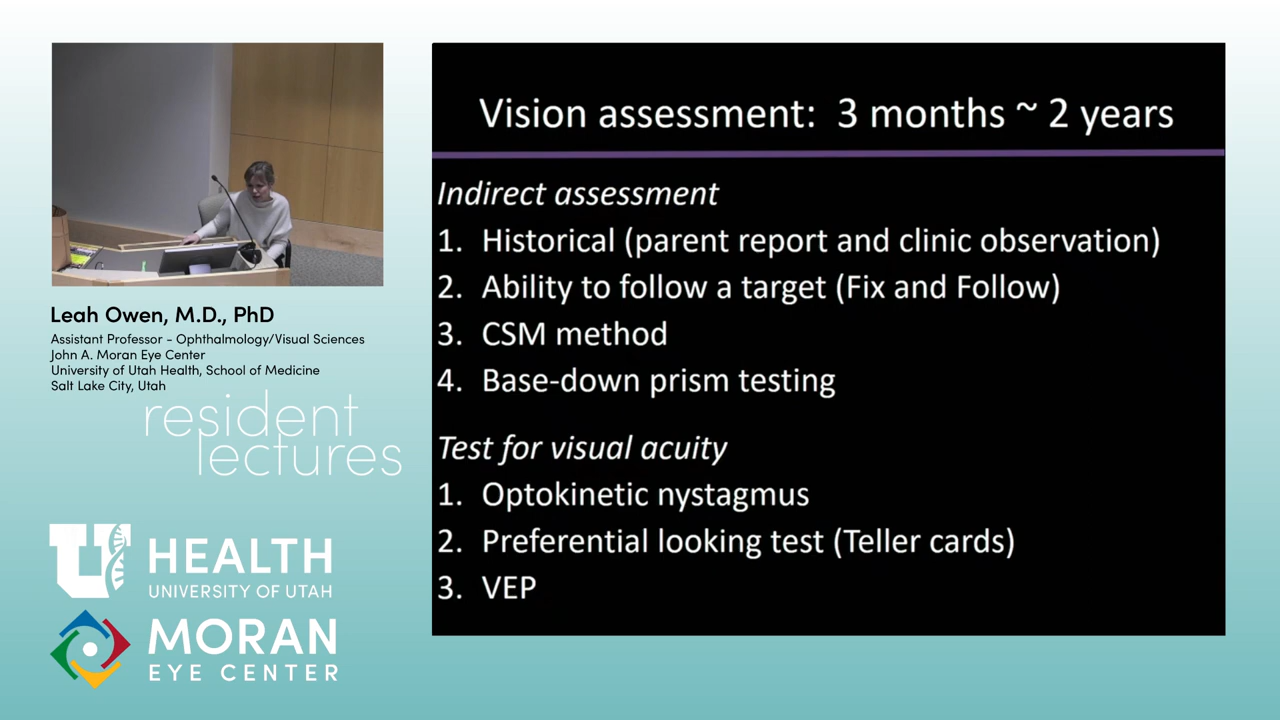 Vision assessment: 3 months ~ 2 years
Indirect assessment
1. Historical (parent report and clinic observation)
2. Ability to follow a target (Fix and Follow)
3. CSM method
4. Base-down prism testing
Test for visual acuity
1. Optokinetic nystagmus
2. Preferential looking test (Teller cards)
3. VEP
Leah Owen, M.D., PhD
Assistant Professor - Ophthalmology/Visual Sciences
John A. Moran Eye Center
University of Utah Health, School of Medicine
Salt Lake City, Utah
resident
lectures
U HEALTH
UNIVERSITY OF UTAH
MORAN
EYE CENTER